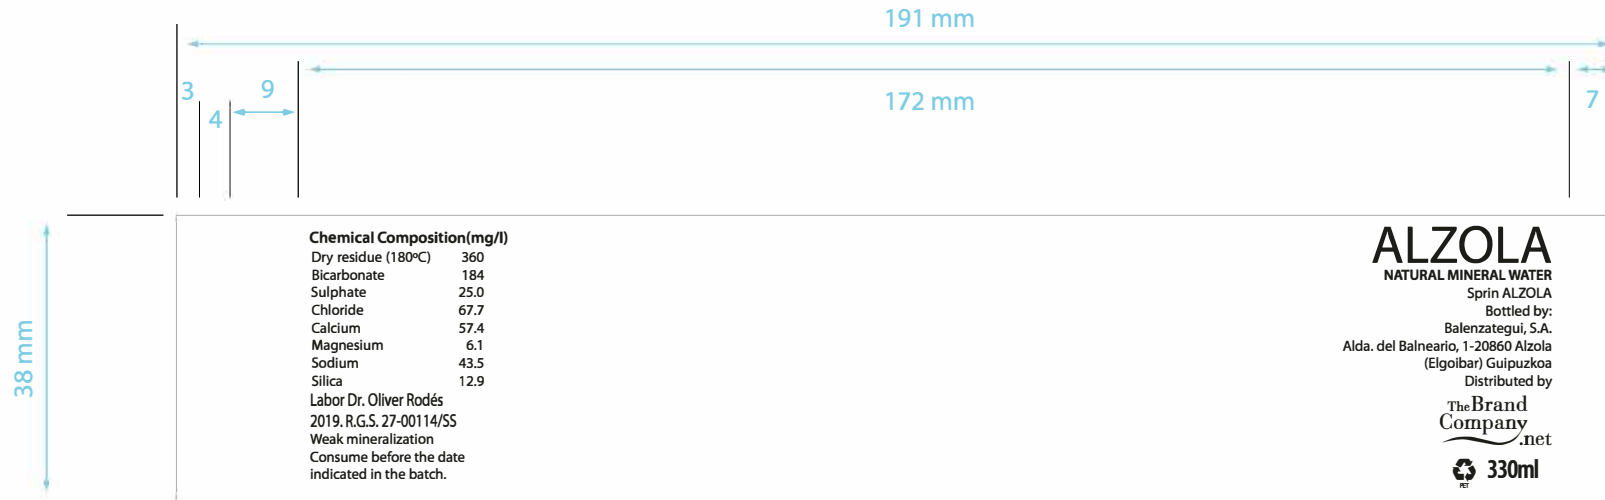 191 mm
3
4
9
172 mm
7
38 mm
Chemical Composition(mg/l)
Dry residue (180ºC) 360
Bicarbonate 184
Sulphate 25.0
Chloride 67.7
Calcium 57.4
Magnesium 6.1
Sodium 43.5
Silica 12.9
Labor Dr. Oliver Rodés
2019. R.G.S. 27-00114/SS
Weak mineralization
Consume before the date
indicated in the batch.
ALZOLA
NATURAL MINERAL WATER
Sprin ALZOLA
Bottled by:
Balenzategui, S.A.
Alda. del Balneario, 1-20860 Alzola
(Elgoibar) Guipuzkoa
Distributed by
The Brand
Company
.net
PET
330ml